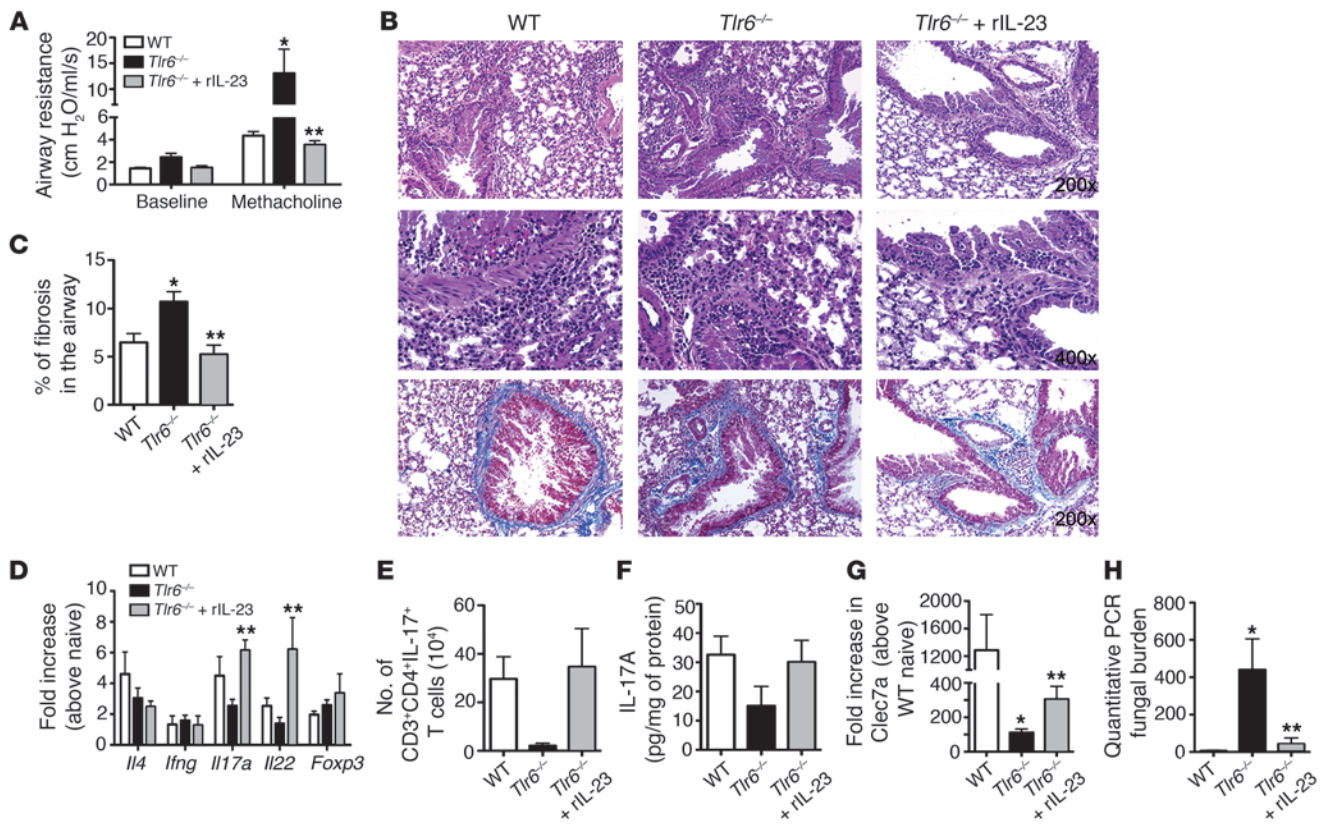 A
Airway resistance
(cm H2O/ml/s)
20
15
10
6
4
2
0
WT
Tlr6–/–
Tlr6–/– + rIL-23
*
**
Baseline
Methacholine
B
WT
Tlr6–/–
Tlr6–/– + rIL-23
200x
400x
200x
C
% of fibrosis
in the airway
15
10
5
0
*
**
WT
Tlr6–/–
Tlr6–/–
+ rIL-23
D
WT
Tlr6–/–
Tlr6–/– + rIL-23
Fold increase
(above naive)
10
8
6
4
2
0
**
**
Il4
Ifng
Il17a
Il22
Foxp3
E
No. of
CD3+CD4+IL-17+
T cells (104)
60
40
20
0
WT
Tlr6–/–
Tlr6–/–
+ rIL-23
F
IL-17A
(pg/mg of protein)
50
40
30
20
10
0
WT
Tlr6–/–
Tlr6–/–
+ rIL-23
G
Fold increase in
Clec7a (above
WT naive)
2000
1600
1200
400
200
0
*
**
WT
Tlr6–/–
Tlr6–/–
+ rIL-23
H
Quantitative PCR
fungal burden
800
600
400
200
0
*
**
WT
Tlr6–/–
Tlr6–/–
+ rIL-23